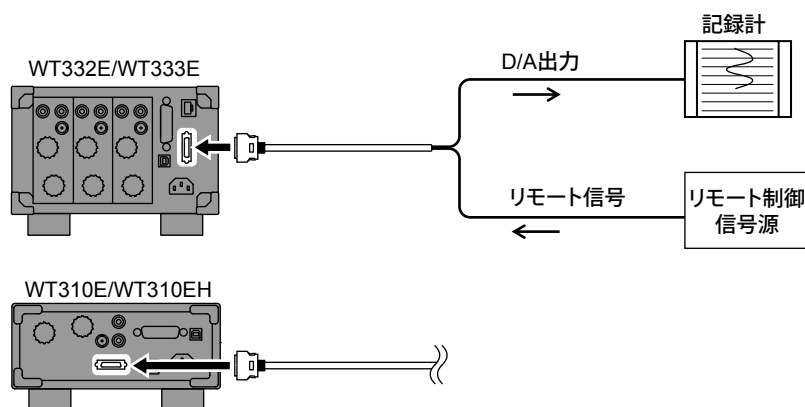 記録計
WT332E/WT333E
D/A出力
リモート信号
リモート制御
信号源
WT310E/WT310EH